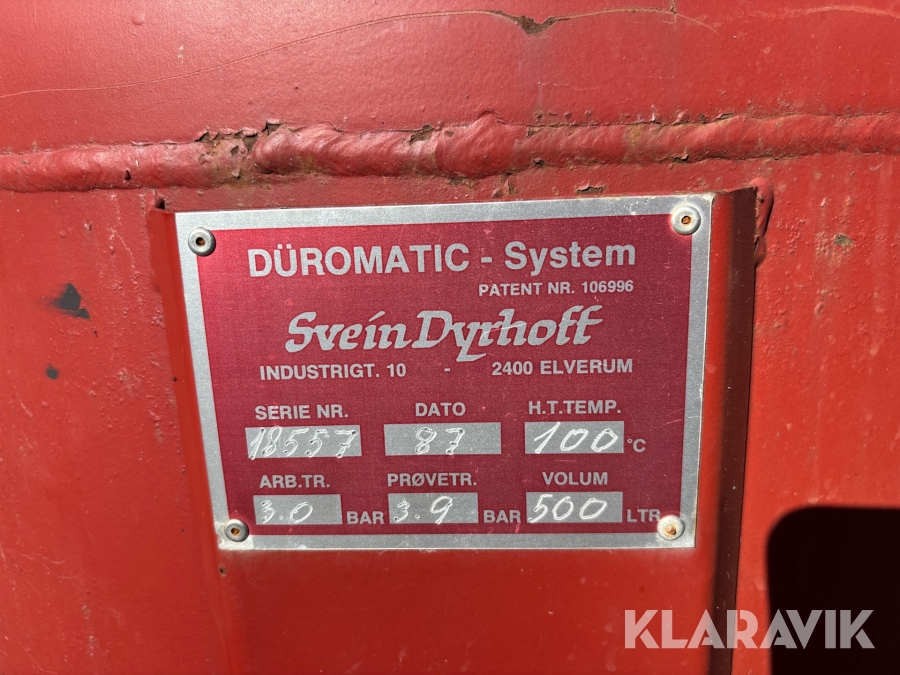 DÜROMATIC - System
PATENT NR. 106996
Svein Dyrhoff
INDUSTRIGT. 10 - 2400 ELVERUM
SERIE NR. DATO H.T.TEMP.
18557 87 100 °C
ARB.TR. PRØVETR. VOLUM
3.0 BAR 3.9 BAR 500 LTR
KLARAVIK